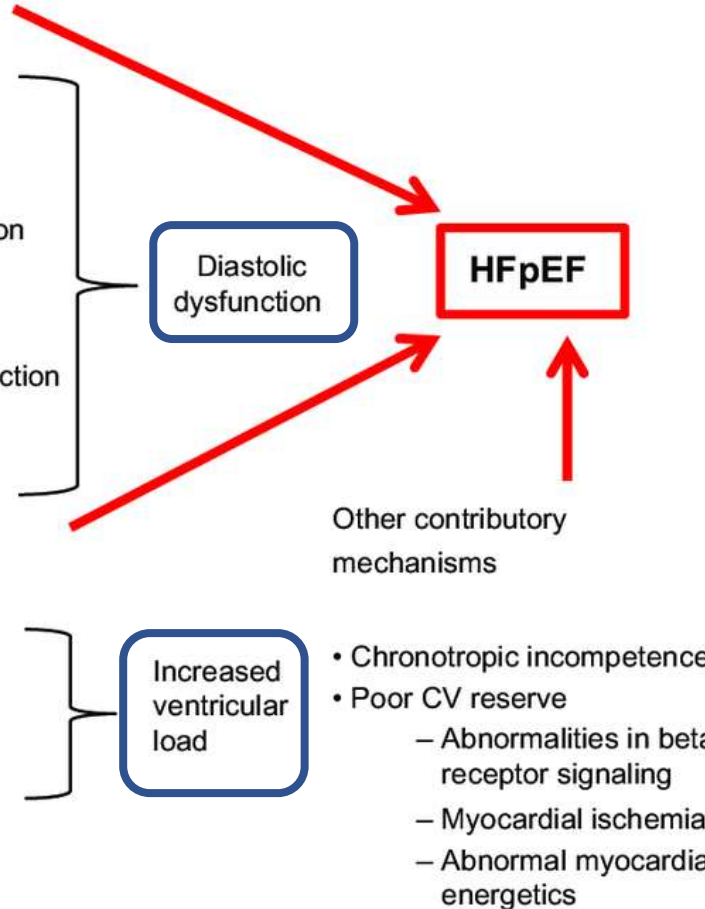 on
Diastolic
dysfunction
HFpEF
ction
Other contributory
mechanisms
Increased
ventricular
load
• Chronotropic incompetence
• Poor CV reserve
– Abnormalities in beta
receptor signaling
– Myocardial ischemia
– Abnormal myocardia
energetics